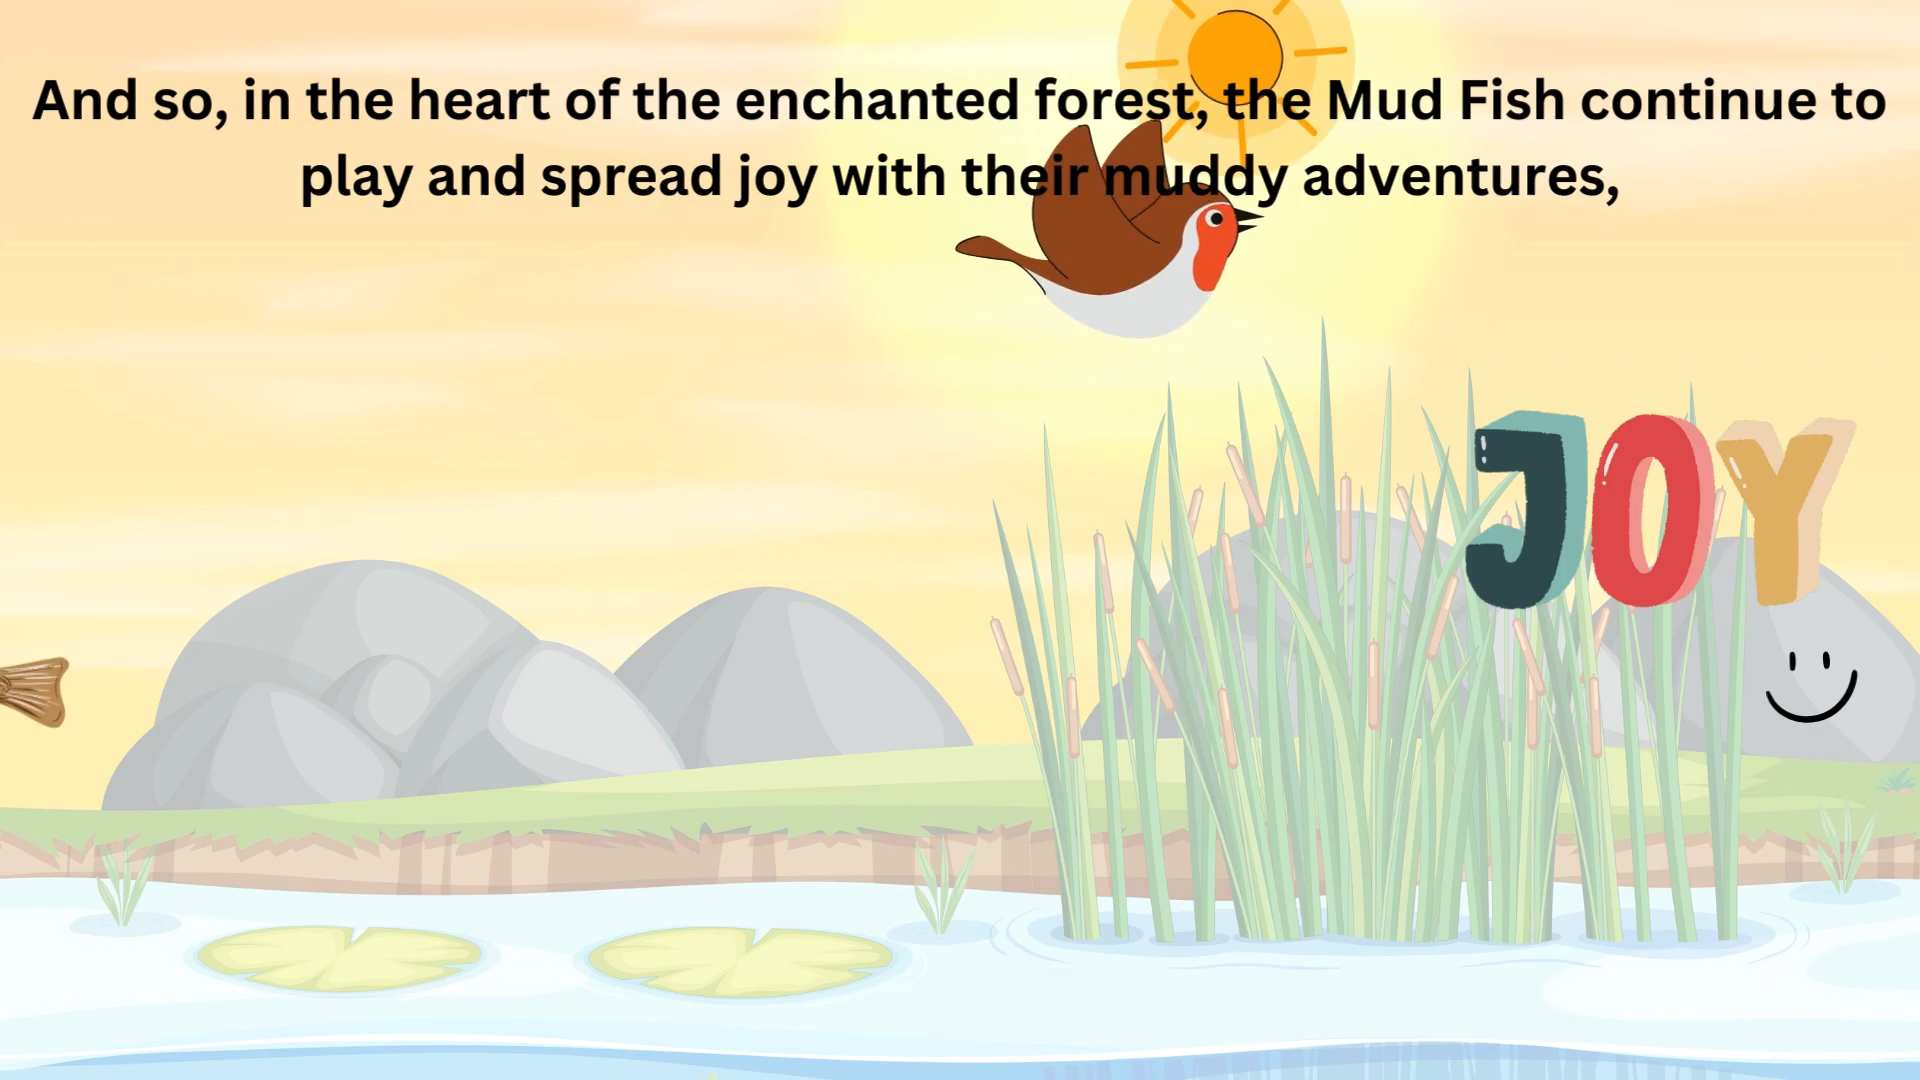 And so, in the heart of the enchanted forest, the Mud Fish continue to
play and spread joy with their muddy adventures,
JOY